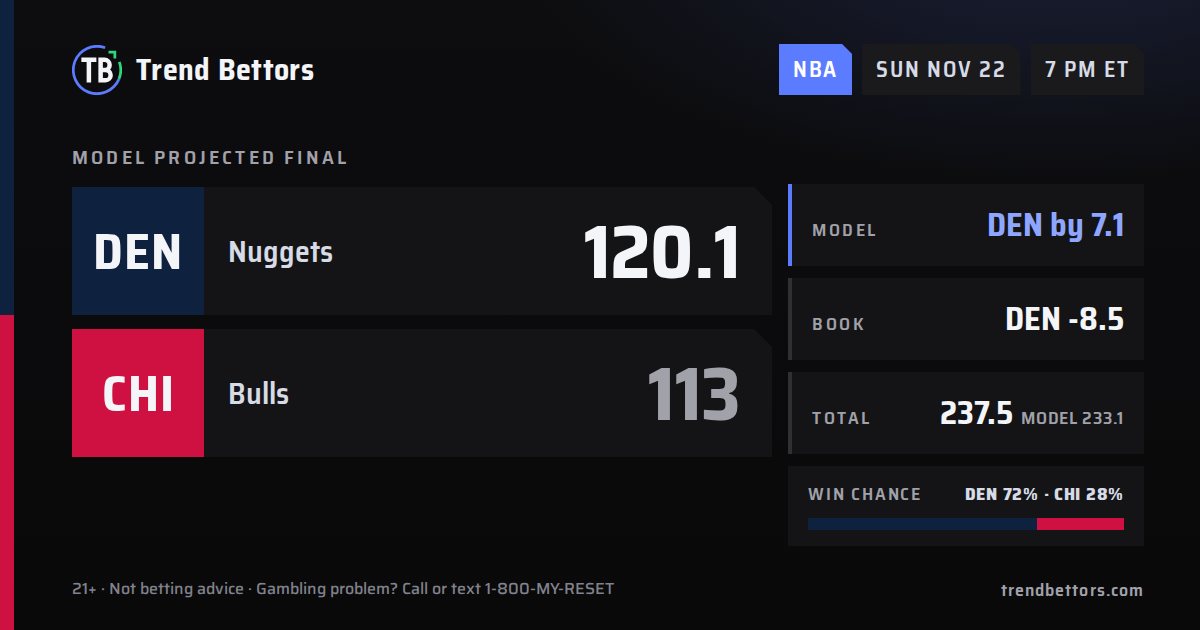 TB Trend Bettors
NBA SUN NOV 22 7 PM ET
MODEL PROJECTED FINAL
DEN Nuggets 120.1
CHI Bulls 113
MODEL DEN by 7.1
BOOK DEN -8.5
TOTAL 237.5 MODEL 233.1
WIN CHANCE DEN 72% · CHI 28%
21+ · Not betting advice · Gambling problem? Call or text 1-800-MY-RESET
trendbettors.com